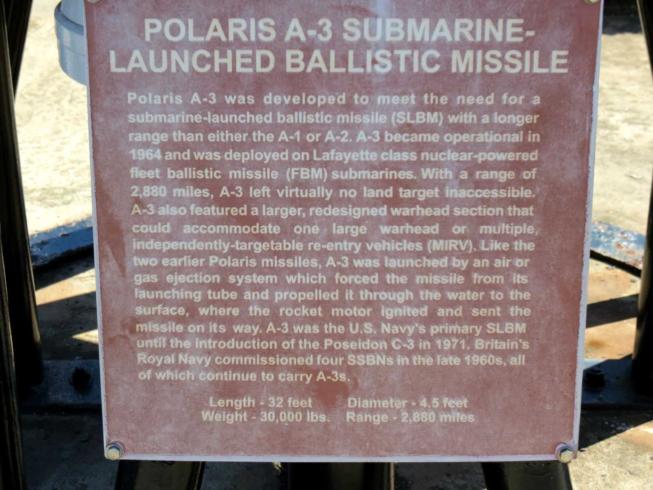 POLARIS A-3 SUBMARINE-
LAUNCHED BALLISTIC MISSILE
Polaris A-3 was developed to meet the need for a
submarine-launched ballistic missile (SLBM) with a longer
range than either the A-1 or A-2. A-3 became operational in
1964 and was deployed on Lafayette class nuclear-powered
fleet ballistic missile (FBM) submarines. With a range of
2,880 miles, A-3 left virtually no land target inaccessible.
A-3 also featured a larger, redesigned warhead section that
could accommodate one large warhead or multiple,
independently-targetable re-entry vehicles (MIRV). Like the
two earlier Polaris missiles, A-3 was launched by an air or
gas ejection system which forced the missile from its
launching tube and propelled it through the water to the
surface, where the rocket motor ignited and sent the
missile on its way. A-3 was the U.S. Navy's primary SLBM
until the introduction of the Poseidon C-3 in 1971. Britain's
Royal Navy commissioned four SSBNs in the late 1960s, all
of which continue to carry A-3s.
Length - 32 feet Diameter - 4.5 feet
Weight - 30,000 lbs. Range - 2,880 miles